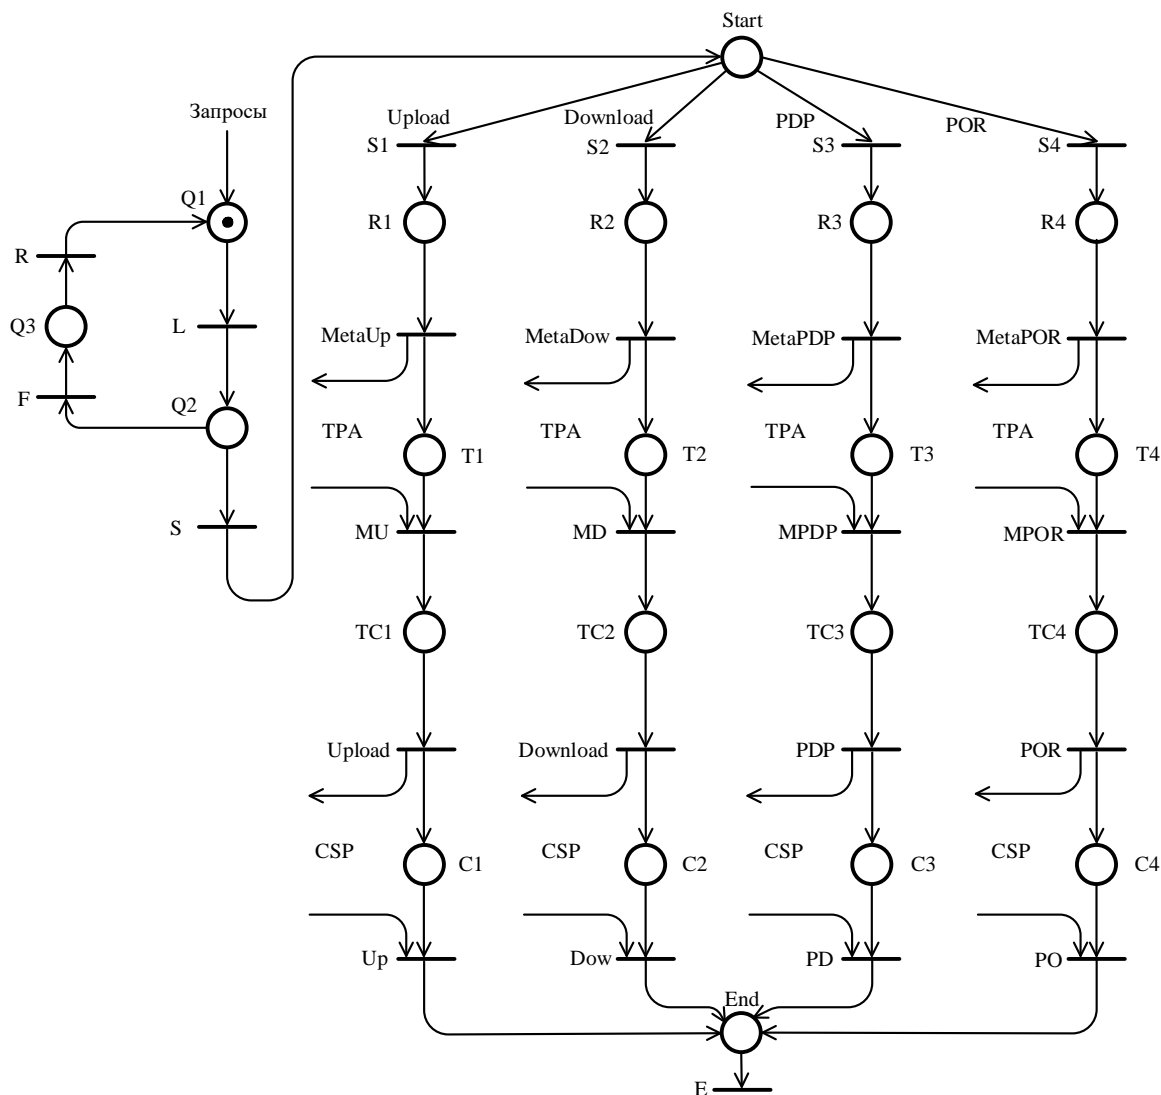 Start
Запросы
Upload
Download
PDP
POR
S1
S2
S3
S4
Q1
R1
R2
R3
R4
R
Q3
L
MetaUp
MetaDow
MetaPDP
MetaPOR
F
Q2
TPA
TPA
TPA
TPA
T1
T2
T3
T4
S
MU
MD
MPDP
MPOR
TC1
TC2
TC3
TC4
Upload
Download
PDP
POR
CSP
CSP
CSP
CSP
C1
C2
C3
C4
Up
Dow
PD
PO
End
E